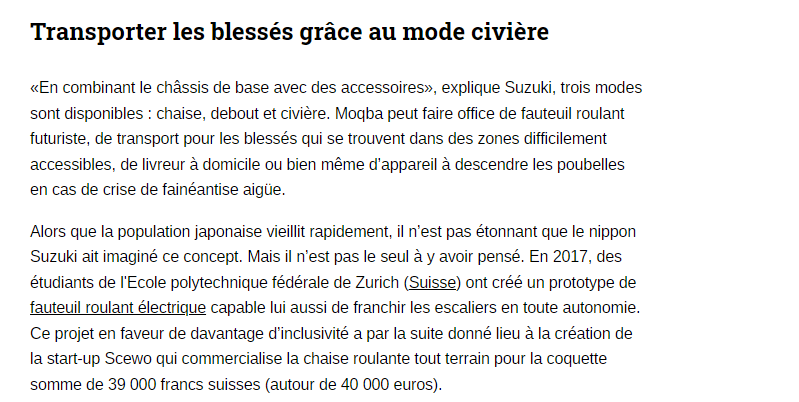 Transporter les blessés grâce au mode civière
«En combinant le châssis de base avec des accessoires», explique Suzuki, trois modes
sont disponibles : chaise, debout et civière. Moqba peut faire office de fauteuil roulant
futuriste, de transport pour les blessés qui se trouvent dans des zones difficilement
accessibles, de livreur à domicile ou bien même d’appareil à descendre les poubelles
en cas de crise de fainéantise aigüe.
Alors que la population japonaise vieillit rapidement, il n’est pas étonnant que le nippon
Suzuki ait imaginé ce concept. Mais il n’est pas le seul à y avoir pensé. En 2017, des
étudiants de l’Ecole polytechnique fédérale de Zurich (Suisse) ont créé un prototype de
fauteuil roulant électrique capable lui aussi de franchir les escaliers en toute autonomie.
Ce projet en faveur de davantage d’inclusivité a par la suite donné lieu à la création de
la start-up Scewo qui commercialise la chaise roulante tout terrain pour la coquette
somme de 39 000 francs suisses (autour de 40 000 euros).